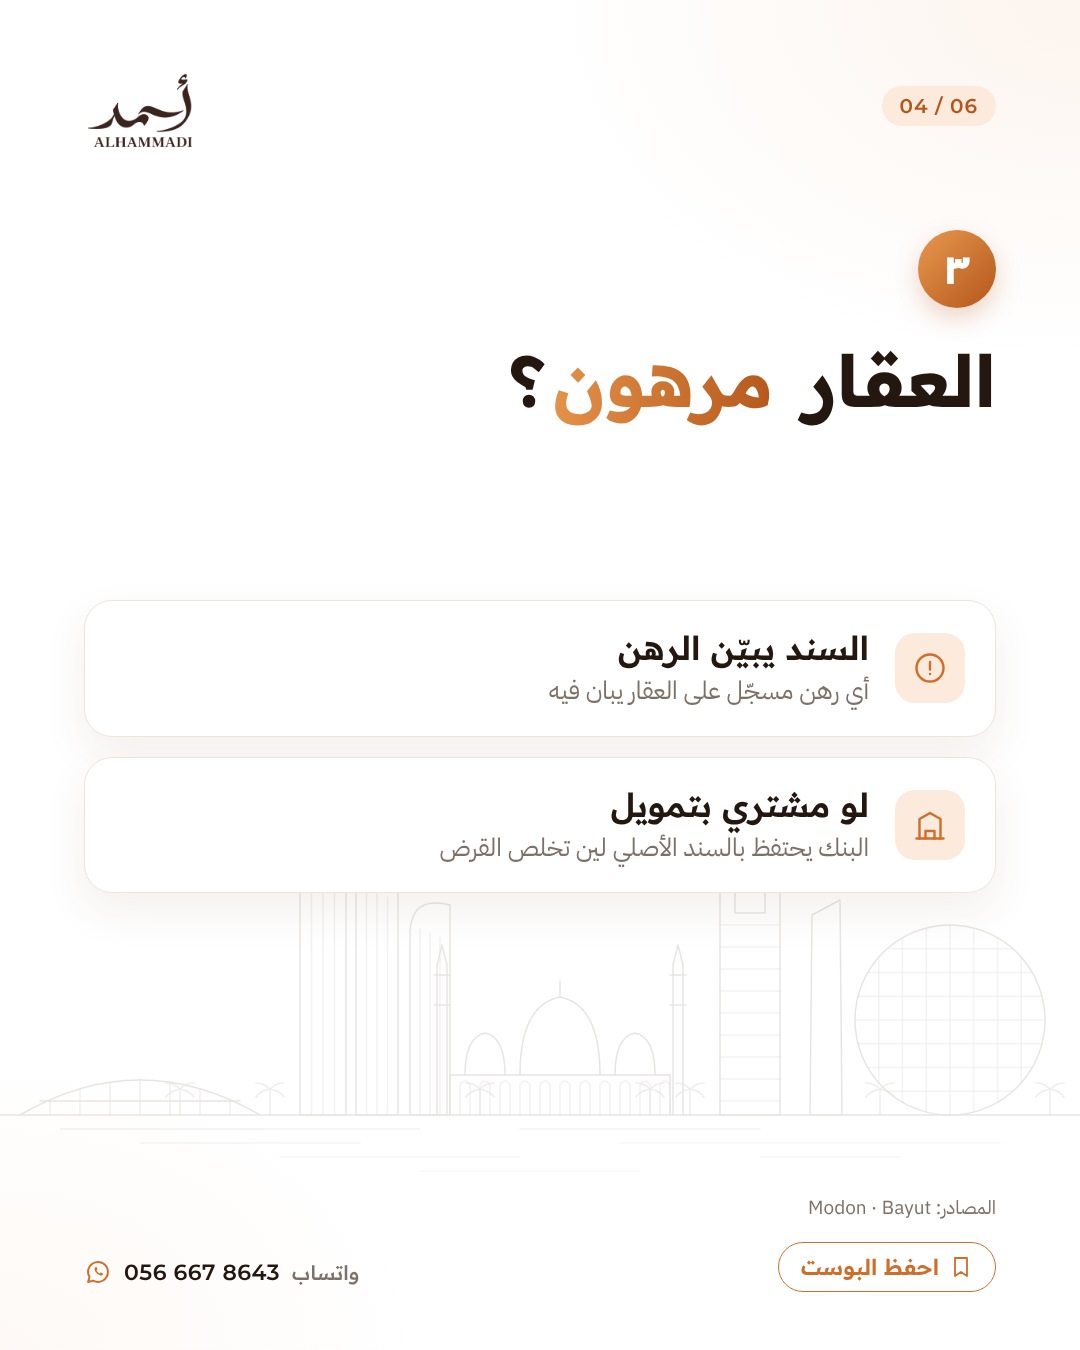 أحمد
ALHAMMADI
04 / 06
٣
العقار مرهون؟
السند يبيّن الرهن
أي رهن مسجّل على العقار يبان فيه
لو مشتري بتمويل
البنك يحتفظ بالسند الأصلي لين تخلص القرض
المصادر: Modon · Bayut
احفظ البوست
واتساب 056 667 8643